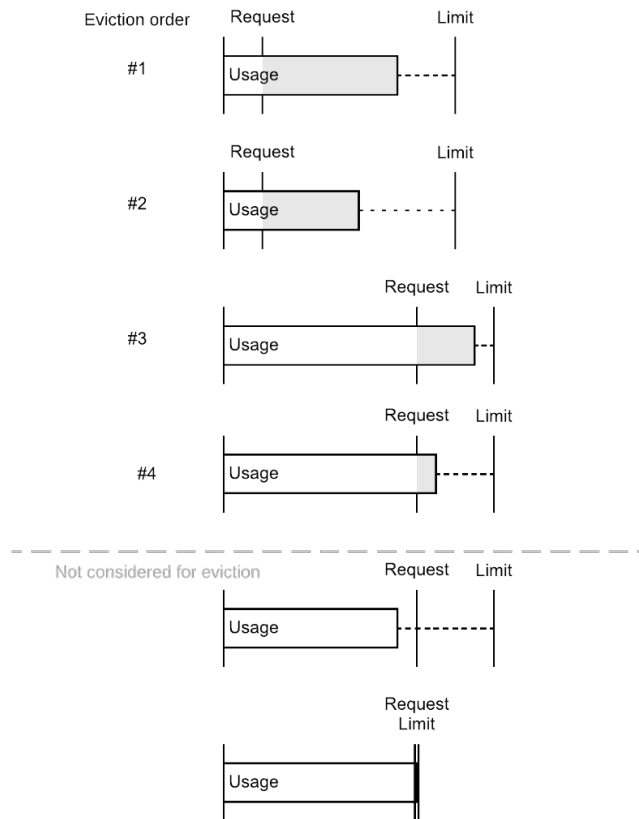 Eviction order
Request
Limit
#1
Usage
Request
Limit
#2
Usage
Request
Limit
#3
Usage
Request
Limit
#4
Usage
Not considered for eviction
Request
Limit
Usage
Request
Limit
Usage